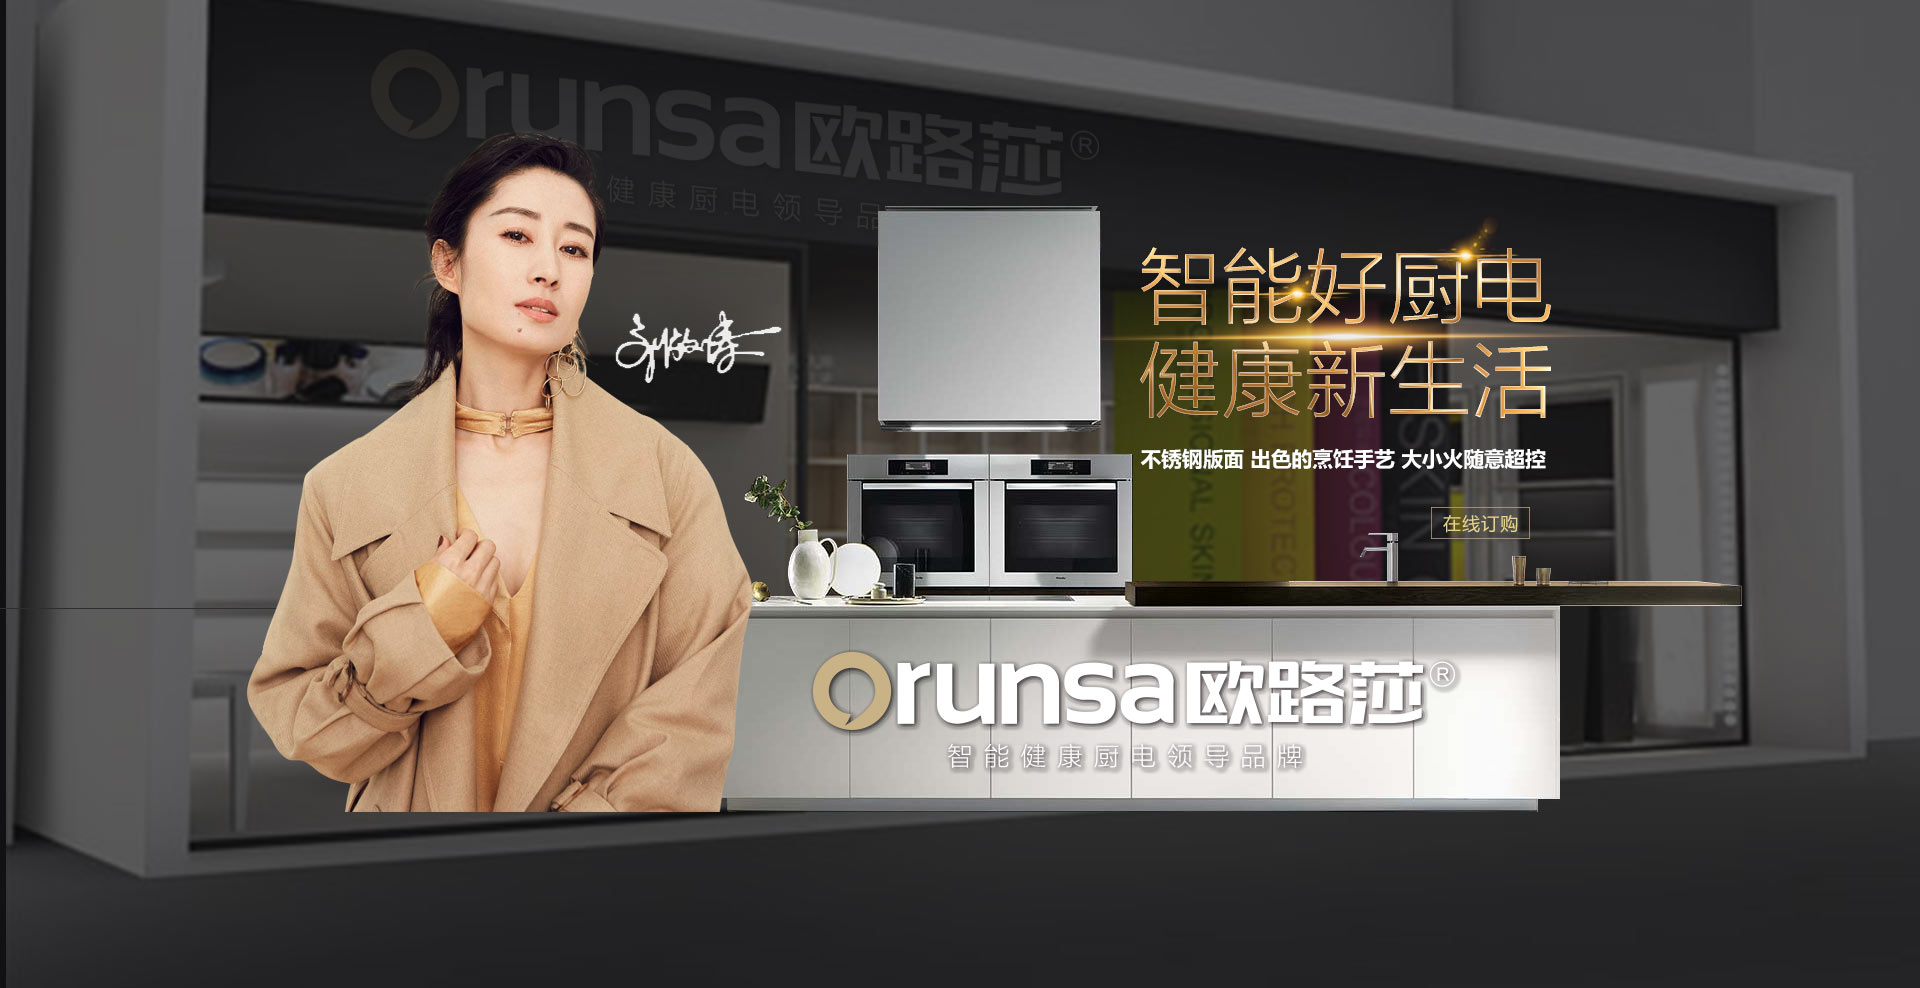 orunsa欧路莎®
健康厨电领导品
智能好厨电
健康新生活
不锈钢版面 出色的烹饪手艺 大小火随意超控
在线订购
SKIN
COLOU
orunsa欧路莎®
智能健康厨电领导品牌